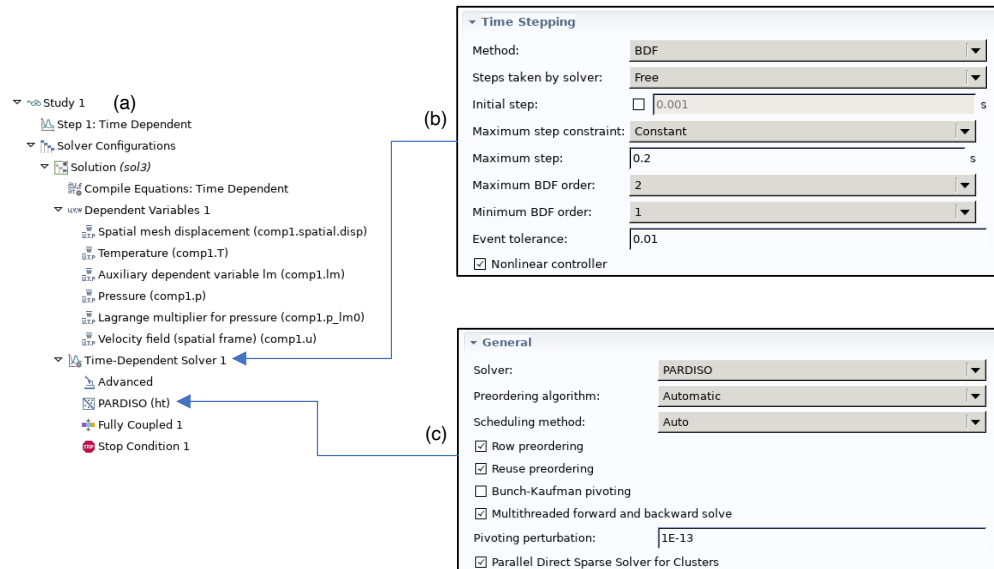 (a)
Study 1
Step 1: Time Dependent
Solver Configurations
Solution (sol3)
Compile Equations: Time Dependent
Dependent Variables 1
Spatial mesh displacement (comp1.spatial.disp)
Temperature (comp1.T)
Auxiliary dependent variable lm (comp1.lm)
Pressure (comp1.p)
Lagrange multiplier for pressure (comp1.p_lm0)
Velocity field (spatial frame) (comp1.u)
Time-Dependent Solver 1
Advanced
PARDISO (ht)
Fully Coupled 1
STOP Stop Condition 1
(b)
Time Stepping
Method: BDF
Steps taken by solver: Free
Initial step: 0.001 s
Maximum step constraint: Constant
Maximum step: 0.2 s
Maximum BDF order: 2
Minimum BDF order: 1
Event tolerance: 0.01
Nonlinear controller
(c)
General
Solver: PARDISO
Preordering algorithm: Automatic
Scheduling method: Auto
Row preordering
Reuse preordering
Bunch-Kaufman pivoting
Multithreaded forward and backward solve
Pivoting perturbation: 1E-13
Parallel Direct Sparse Solver for Clusters